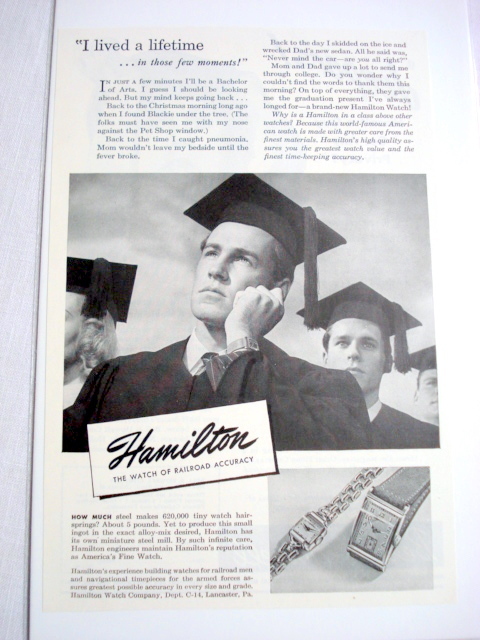 "I lived a lifetime
... in those few moments!"
IN JUST a few minutes I'll be a Bachelor
of Arts. I guess I should be looking
ahead. But my mind keeps going back . . .
Back to the Christmas morning long ago
when I found Blackie under the tree. (The
folks must have seen me with my nose
against the Pet Shop window.)
Back to the time I caught pneumonia.
Mom wouldn't leave my bedside until the
fever broke.
Back to the day I skidded on the ice and
wrecked Dad's new sedan. All he said was,
"Never mind the car—are you all right?"
Mom and Dad gave up a lot to send me
through college. Do you wonder why I
couldn't find the words to thank them this
morning? On top of everything, they gave
me the graduation present I've always
longed for—a brand-new Hamilton Watch!
Why is a Hamilton in a class above other
watches? Because this world-famous Ameri-
can watch is made with greater care from the
finest materials. Hamilton's high quality as-
sures you the greatest watch value and the
finest time-keeping accuracy.
Hamilton
THE WATCH OF RAILROAD ACCURACY
HOW MUCH steel makes 620,000 tiny watch hair-
springs? About 5 pounds. Yet to produce this small
ingot in the exact alloy-mix desired, Hamilton has
its own miniature steel mill. By such infinite care,
Hamilton engineers maintain Hamilton's reputation
as America's Fine Watch.
Hamilton's experience building watches for railroad men
and navigational timepieces for the armed forces as-
sures greatest possible accuracy in every size and grade.
Hamilton Watch Company, Dept. C-14, Lancaster, Pa.